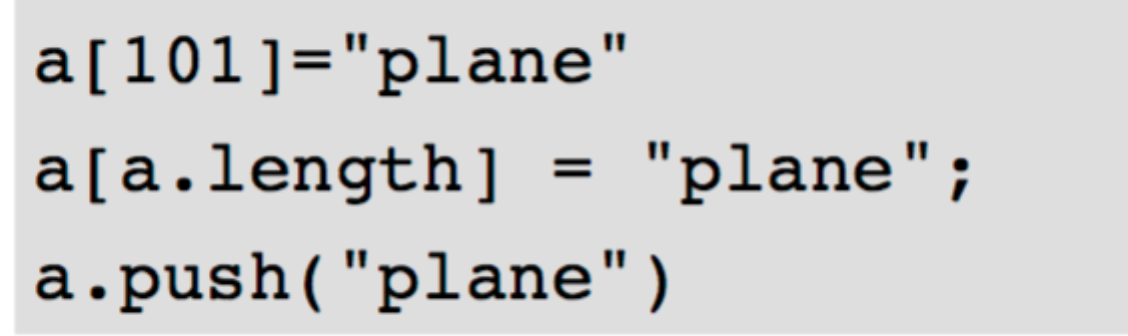 a[101]="plane"
a[a.length] = "plane";
a.push("plane")